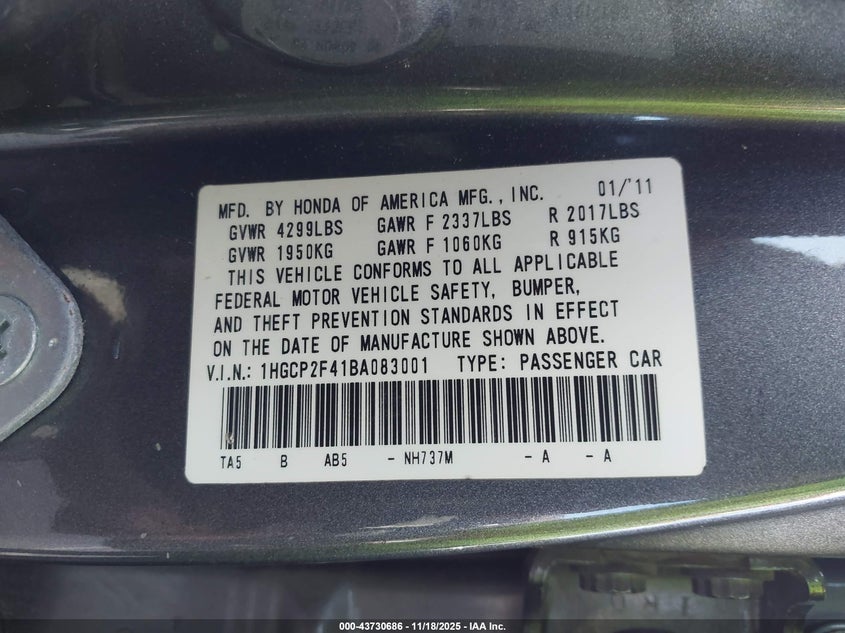 MFD. BY HONDA OF AMERICA MFG., INC. 01/'11
GVWR 4299LBS GAWR F 2337LBS R 2017LBS
GVWR 1950KG GAWR F 1060KG R 915KG
THIS VEHICLE CONFORMS TO ALL APPLICABLE
FEDERAL MOTOR VEHICLE SAFETY, BUMPER,
AND THEFT PREVENTION STANDARDS IN EFFECT
ON THE DATE OF MANUFACTURE SHOWN ABOVE.
V.I.N.: 1HGCP2F41BA083001 TYPE: PASSENGER CAR
TA5 B AB5 - NH737M - A - A
000-43730686 - 11/18/2025 - IAA Inc.